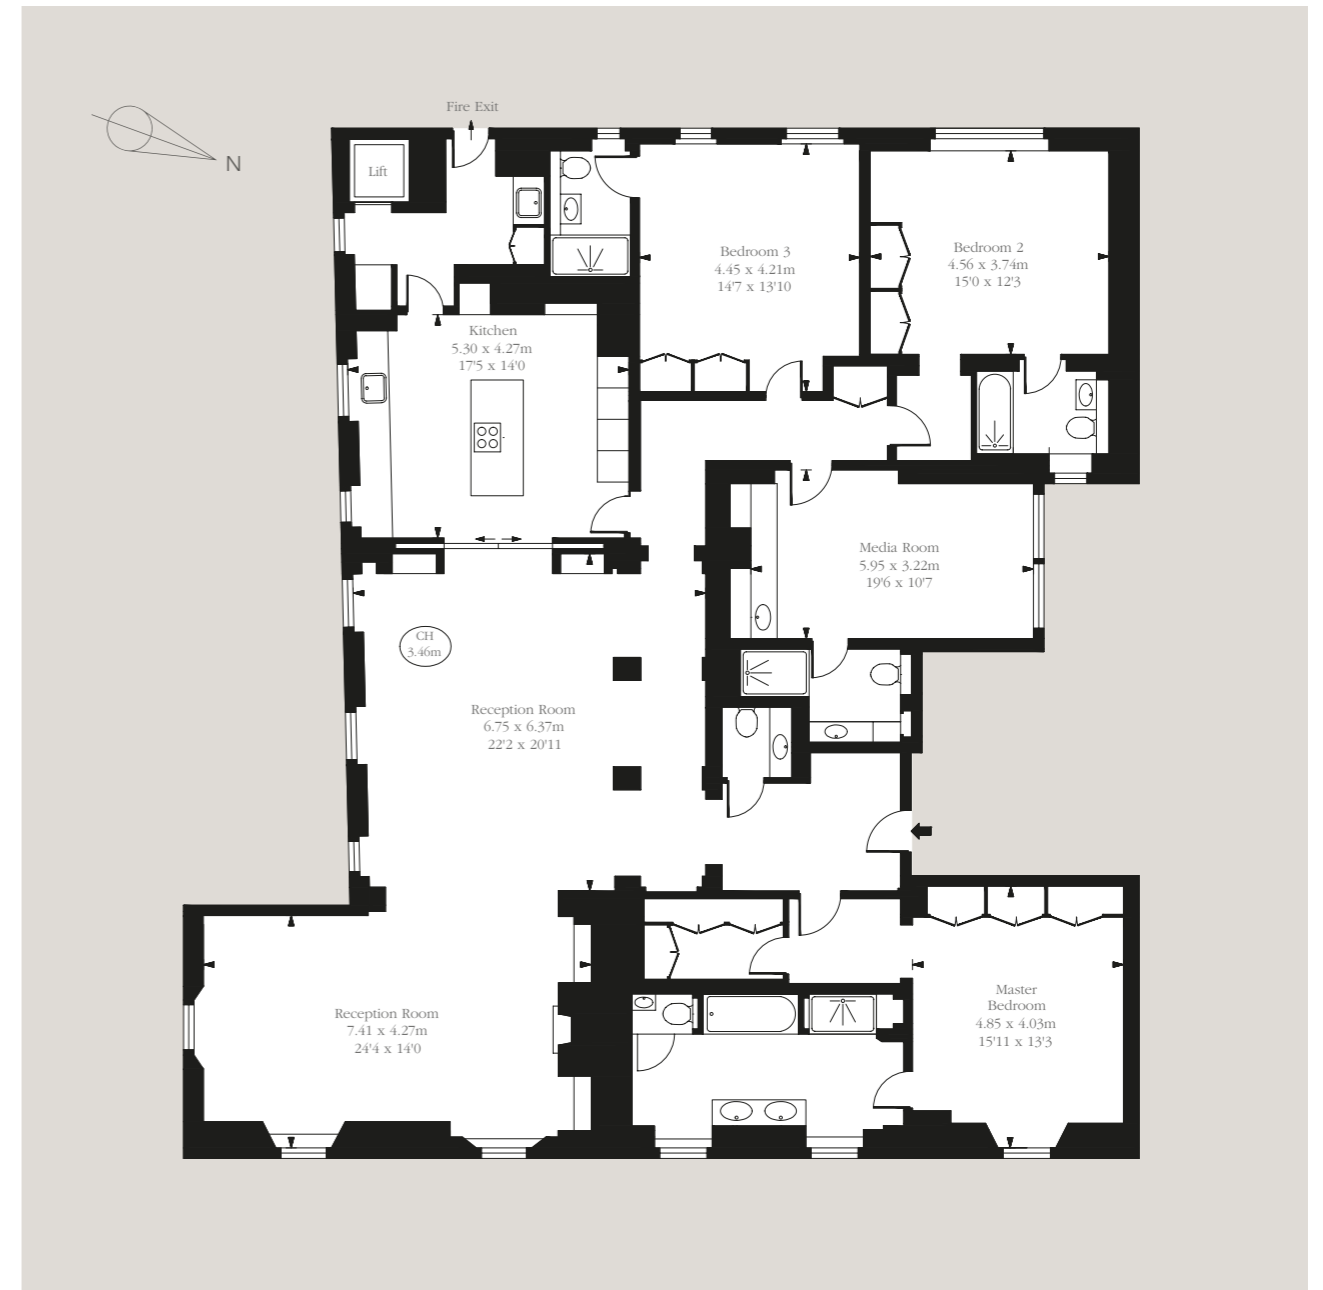 Fire Exit
N
Lift
Bedroom 3
4.45 x 4.21m
14'7 x 13'10
Bedroom 2
4.56 x 3.74m
15'0 x 12'3
Kitchen
5.30 x 4.27m
17'5 x 14'0
Media Room
5.95 x 3.22m
19'6 x 10'7
CH
3.46m
Reception Room
6.75 x 6.37m
22'2 x 20'11
Reception Room
7.41 x 4.27m
24'4 x 14'0
Master
Bedroom
4.85 x 4.03m
15'11 x 13'3